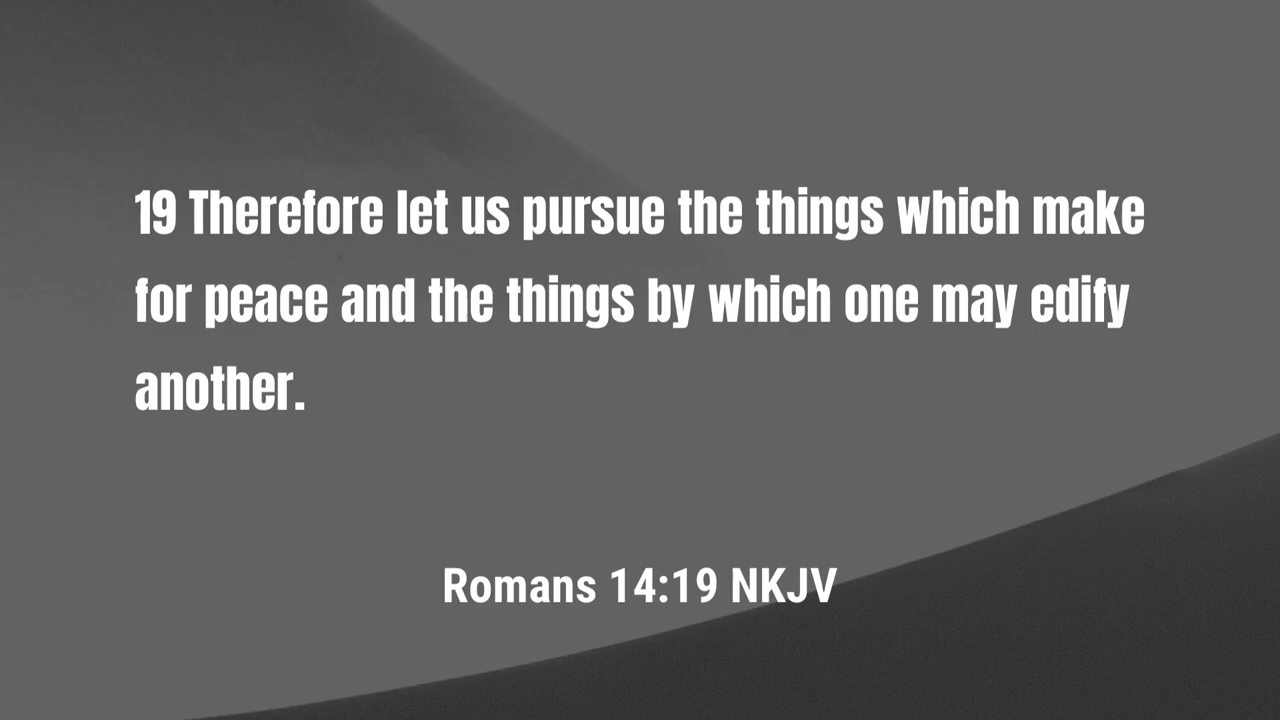 19 Therefore let us pursue the things which make
for peace and the things by which one may edify
another.
Romans 14:19 NKJV